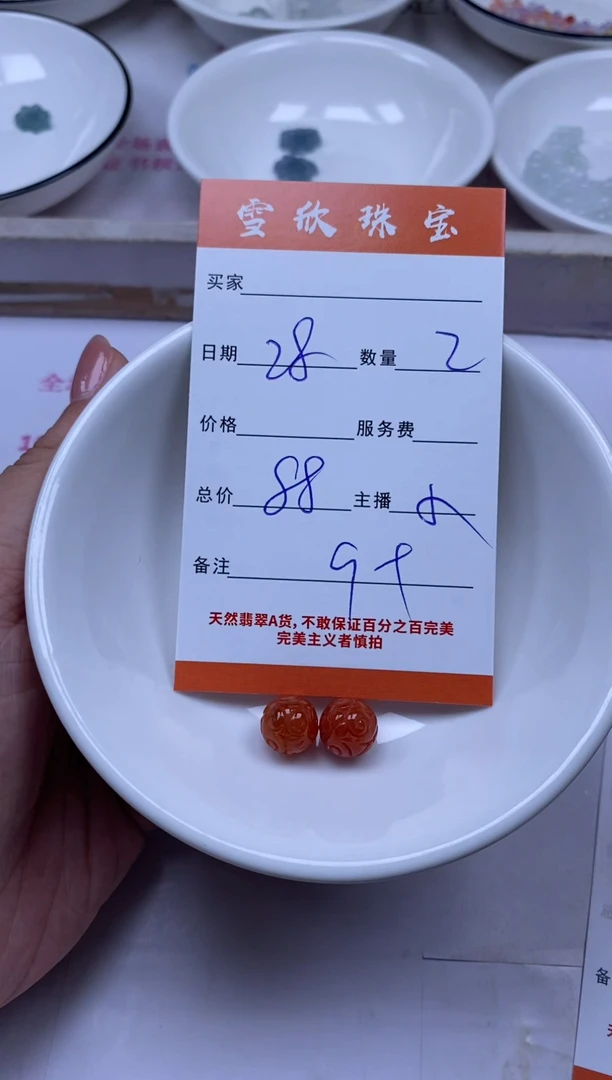 雪欣珠宝
买家
日期 28 数量 2
价格 服务费
总价 88 主播
备注
天然翡翠A货，不敢保证百分之百完美
完美主义者慎拍
备